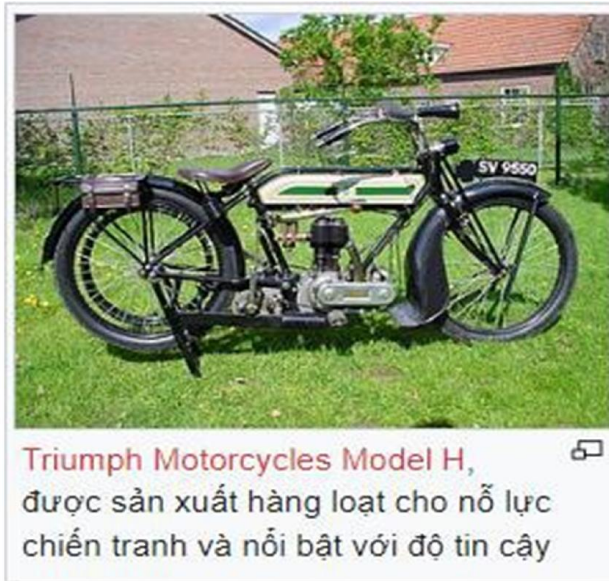 SV 9550
Triumph Motorcycles Model H,
được sản xuất hàng loạt cho nỗ lực
chiến tranh và nổi bật với độ tin cậy